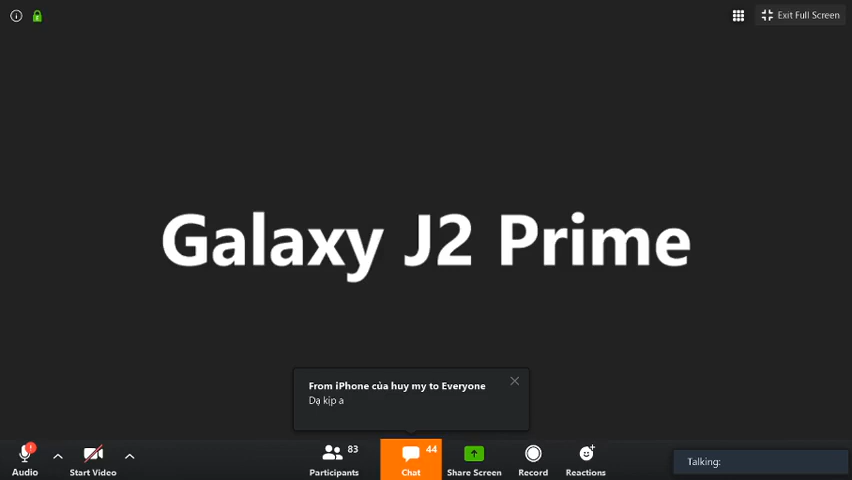 Exit Full Screen
Galaxy J2 Prime
From iPhone của huy my to Everyone
Dạ kịp a
Audio
Start Video
83
Participants
44
Chat
Share Screen
Record
Reactions
Talking: